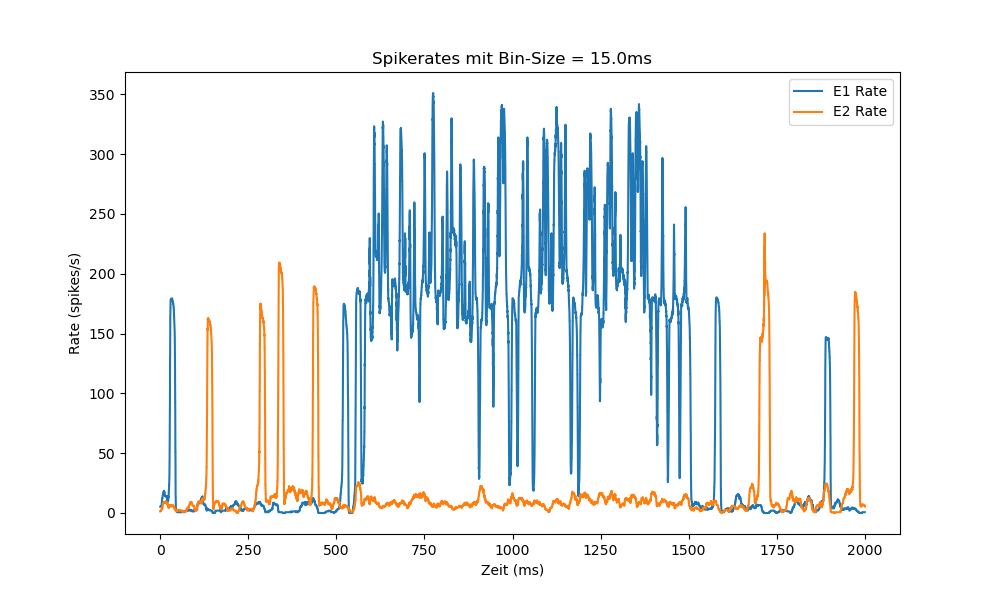 Spikerates mit Bin-Size = 15.0ms
E1 Rate
E2 Rate
350
300
250
200
150
100
50
0
Rate (spikes/s)
0 250 500 750 1000 1250 1500 1750 2000
Zeit (ms)